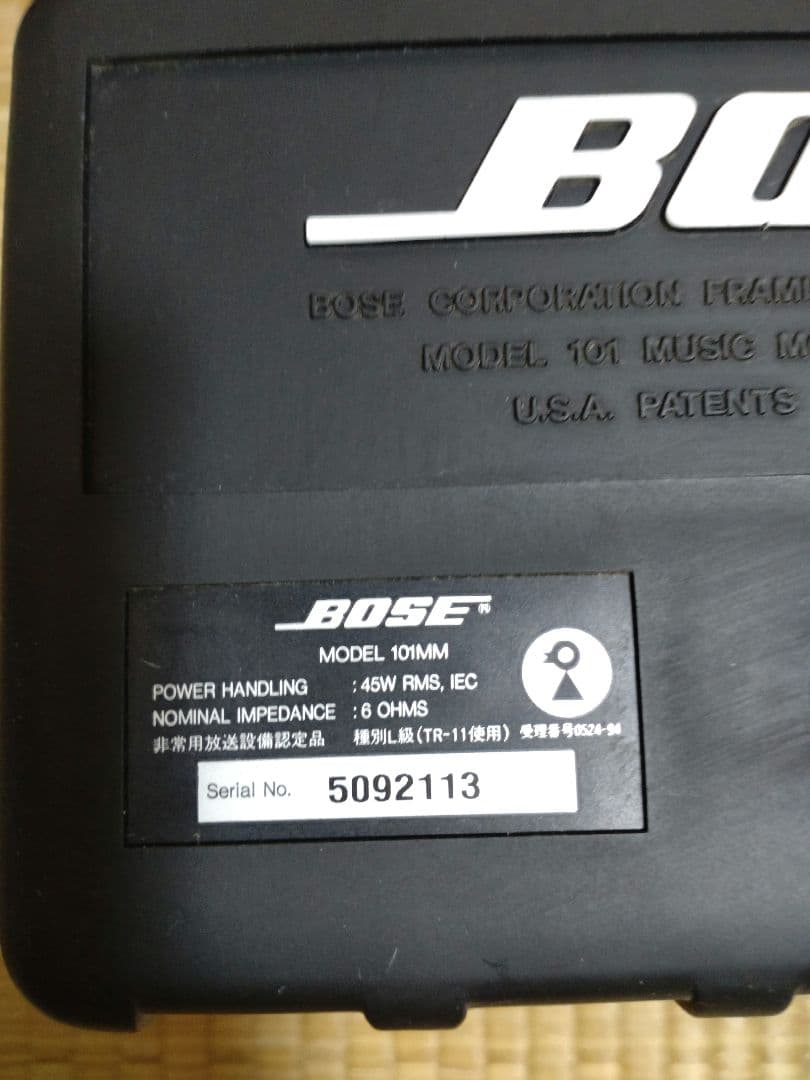 BOSE CORPORATION
MODEL 101 MUSIC
U.S.A. PATENTS
BOSE®
MODEL 101MM
POWER HANDLING : 45W RMS, IEC
NOMINAL IMPEDANCE : 6 OHMS
非常用放送設備認定品 種別L級(TR-11使用) 受理番号0524-94
Serial No. 5092113